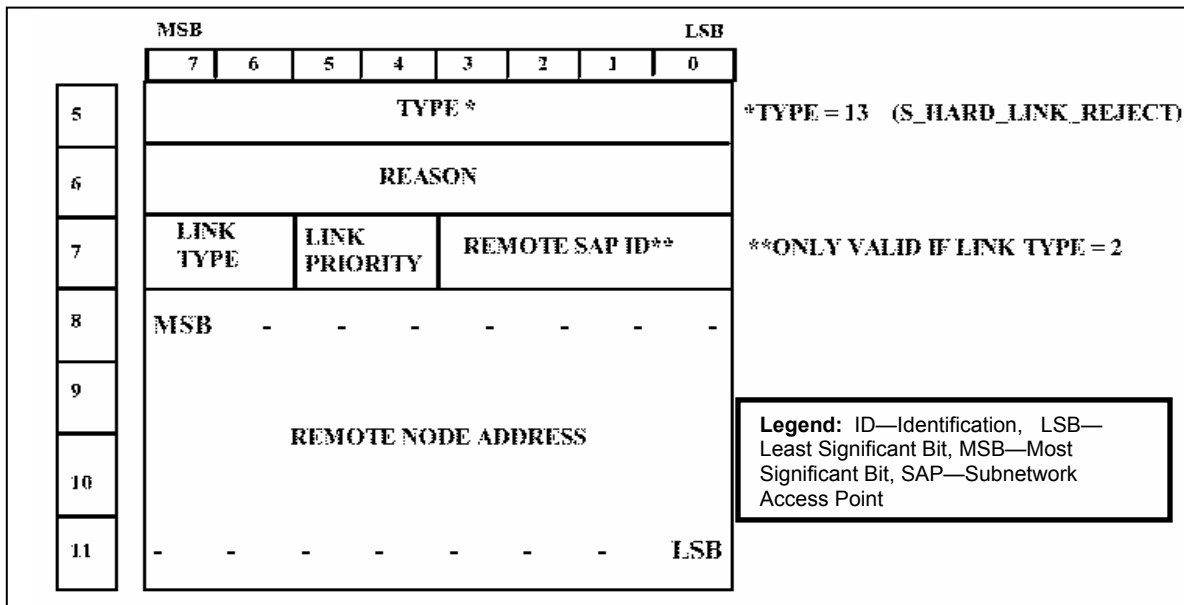 MSB LSB
7 6 5 4 3 2 1 0
5 TYPE * *TYPE = 13 (S_HARD_LINK_REJECT)
6 REASON
7 LINK TYPE LINK PRIORITY REMOTE SAP ID** **ONLY VALID IF LINK TYPE = 2
8 MSB - - - - - - -
9
REMOTE NODE ADDRESS
10
11 - - - - - - - LSB
Legend: ID—Identification, LSB—
Least Significant Bit, MSB—Most
Significant Bit, SAP—Subnetwork
Access Point